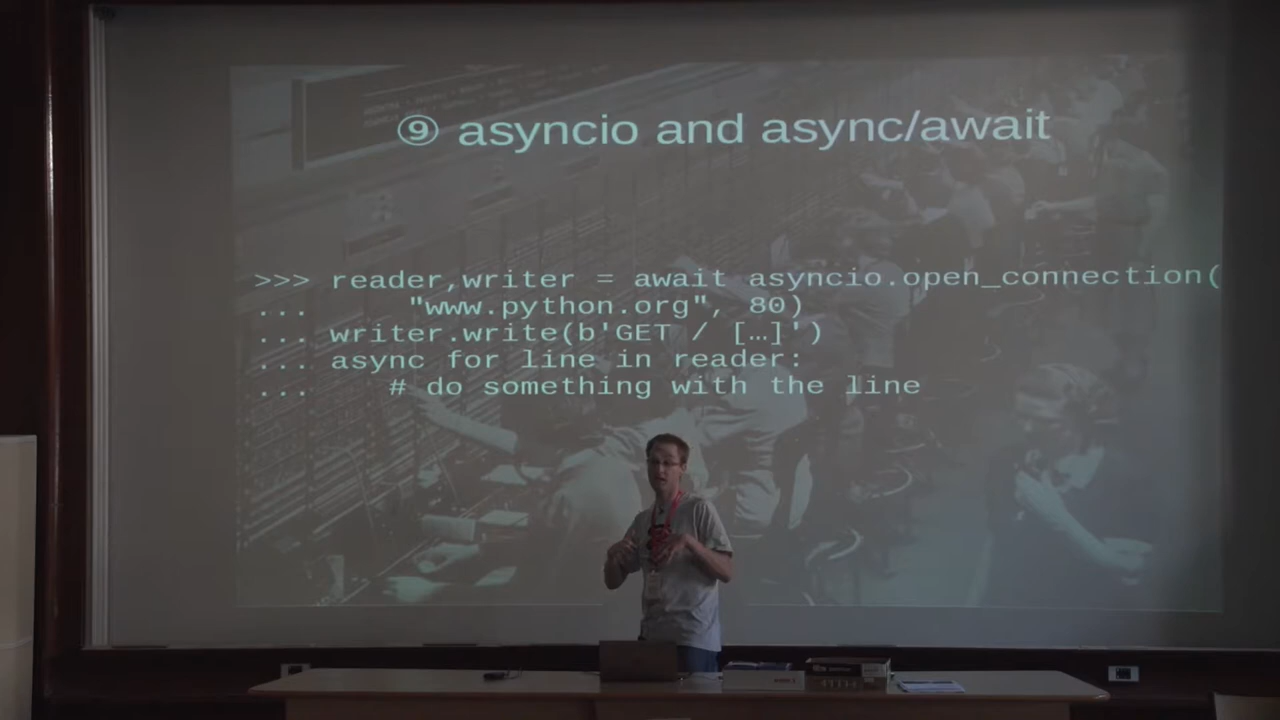 ⑨ asyncio and async/await
>>> reader,writer = await asyncio.open_connection(
...     "www.python.org", 80)
... writer.write(b'GET / […]')
... async for line in reader:
...    # do something with the line